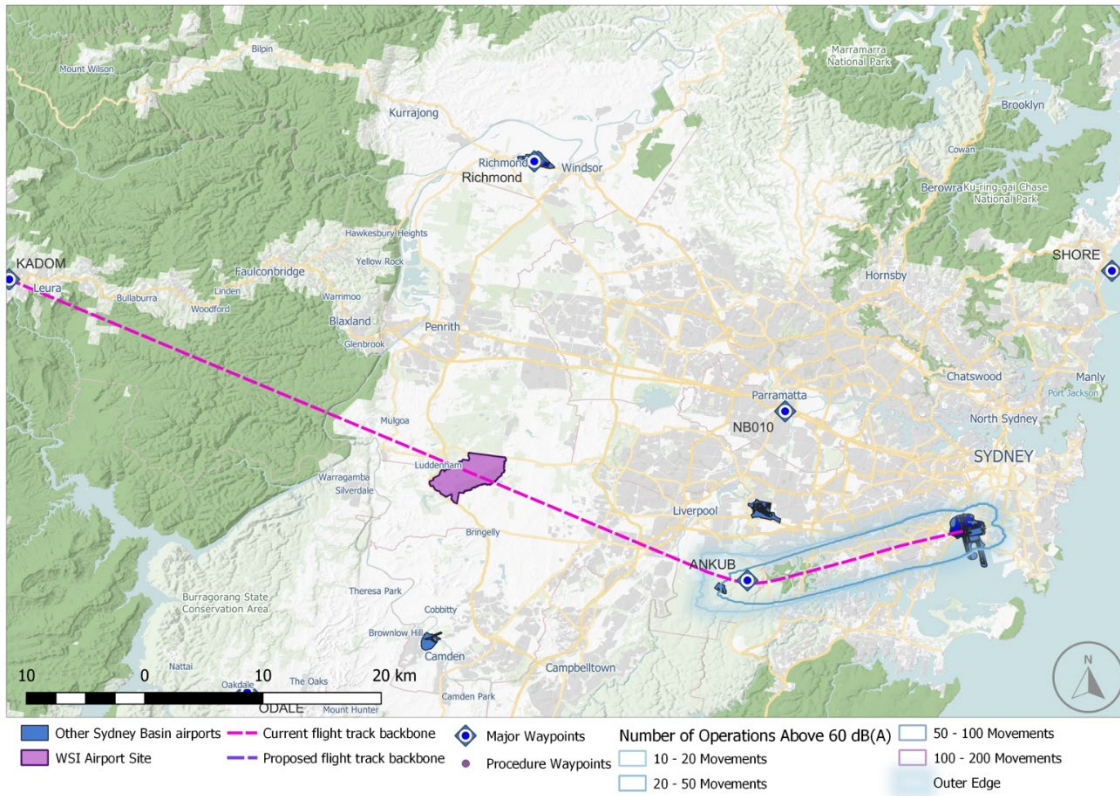 Mount Wilson
Bilpin
Marramarra
National Park
Kurrajong
Brooklyn
Cowan
Richmond
Windsor
Richmond
Berowra
Ku-ring-gai Chase
National Park
Hawkesbury Heights
Yellow Rock
KADOM
SHORE
Leura
Faulconbridge
Hornsby
Bullaburra
Linden
Woodford
Warrimoo
Blaxland
Penrith
Glenbrook
Chatswood
Manly
Parramatta
Port Jackson
Mulgoa
NB010
North Sydney
SYDNEY
Luddenham
Warragamba
Silverdale
Liverpool
Bringelly
ANKUB
Burragorang State
Conservation Area
Theresa Park
Cobbitty
Brownlow Hill
Camden
Campbelltown
N
Nattai
Oakdale
The Oaks
10 0 10 20 km
Camden Park
ODALE
Mount Hunter
Other Sydney Basin airports
Current flight track backbone
Major Waypoints
Number of Operations Above 60 dB(A)
50 - 100 Movements
WSI Airport Site
Proposed flight track backbone
Procedure Waypoints
10 - 20 Movements
100 - 200 Movements
20 - 50 Movements
Outer Edge